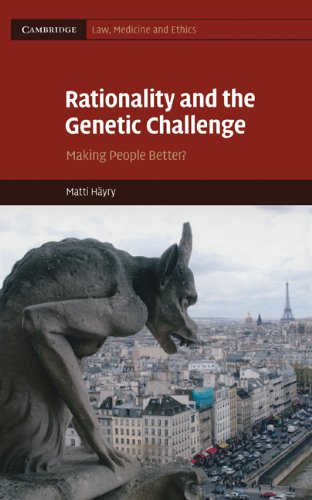 CAMBRIDGE Law, Medicine and Ethics
Rationality and the
Genetic Challenge
Making People Better?
Matti Häyry